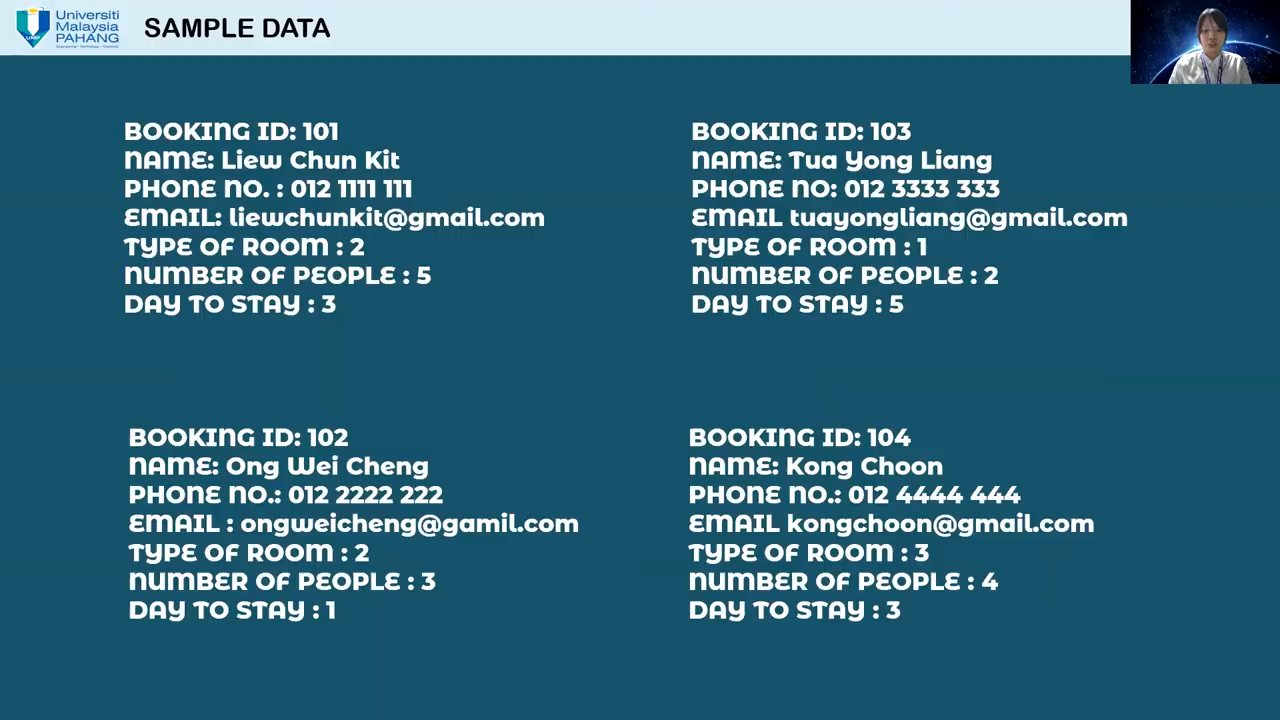 Universiti
Malaysia
PAHANG
SAMPLE DATA
BOOKING ID: 101
NAME: Liew Chun Kit
PHONE NO. : 012 1111 111
EMAIL: liewchunkit@gmail.com
TYPE OF ROOM : 2
NUMBER OF PEOPLE : 5
DAY TO STAY : 3
BOOKING ID: 103
NAME: Tua Yong Liang
PHONE NO: 012 3333 333
EMAIL tuayongliang@gmail.com
TYPE OF ROOM : 1
NUMBER OF PEOPLE : 2
DAY TO STAY : 5
BOOKING ID: 102
NAME: Ong Wei Cheng
PHONE NO.: 012 2222 222
EMAIL : ongweicheng@gamil.com
TYPE OF ROOM : 2
NUMBER OF PEOPLE : 3
DAY TO STAY : 1
BOOKING ID: 104
NAME: Kong Choon
PHONE NO.: 012 4444 444
EMAIL kongchoon@gmail.com
TYPE OF ROOM : 3
NUMBER OF PEOPLE : 4
DAY TO STAY : 3